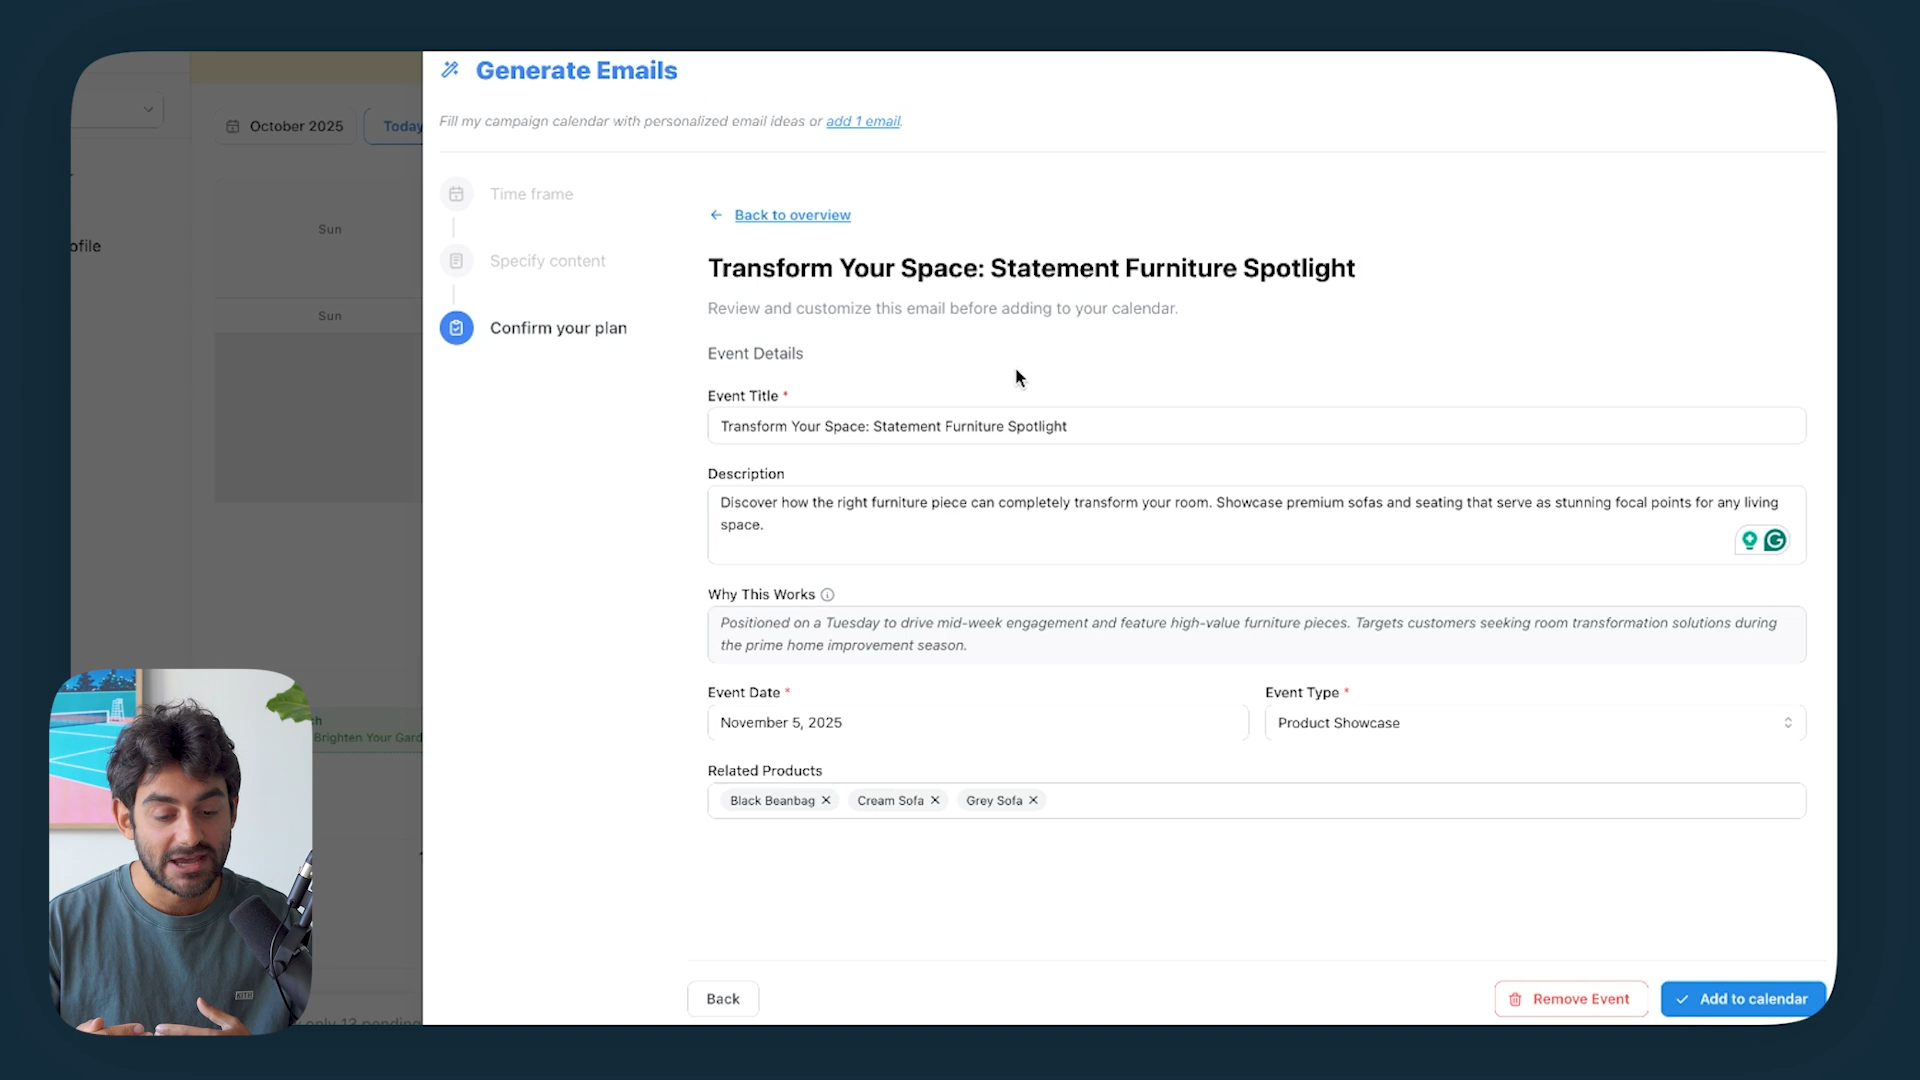 Generate Emails
Fill my campaign calendar with personalized email ideas or add 1 email.
October 2025
Today
ofile
Sun
Sun
Brighten Your Gard
only 13 pending
Time frame
Specify content
Confirm your plan
Back to overview
Transform Your Space: Statement Furniture Spotlight
Review and customize this email before adding to your calendar.
Event Details
Event Title *
Transform Your Space: Statement Furniture Spotlight
Description
Discover how the right furniture piece can completely transform your room. Showcase premium sofas and seating that serve as stunning focal points for any living
space.
Why This Works
Positioned on a Tuesday to drive mid-week engagement and feature high-value furniture pieces. Targets customers seeking room transformation solutions during
the prime home improvement season.
Event Date *
November 5, 2025
Event Type *
Product Showcase
Related Products
Black Beanbag × Cream Sofa × Grey Sofa ×
Back
Remove Event
Add to calendar